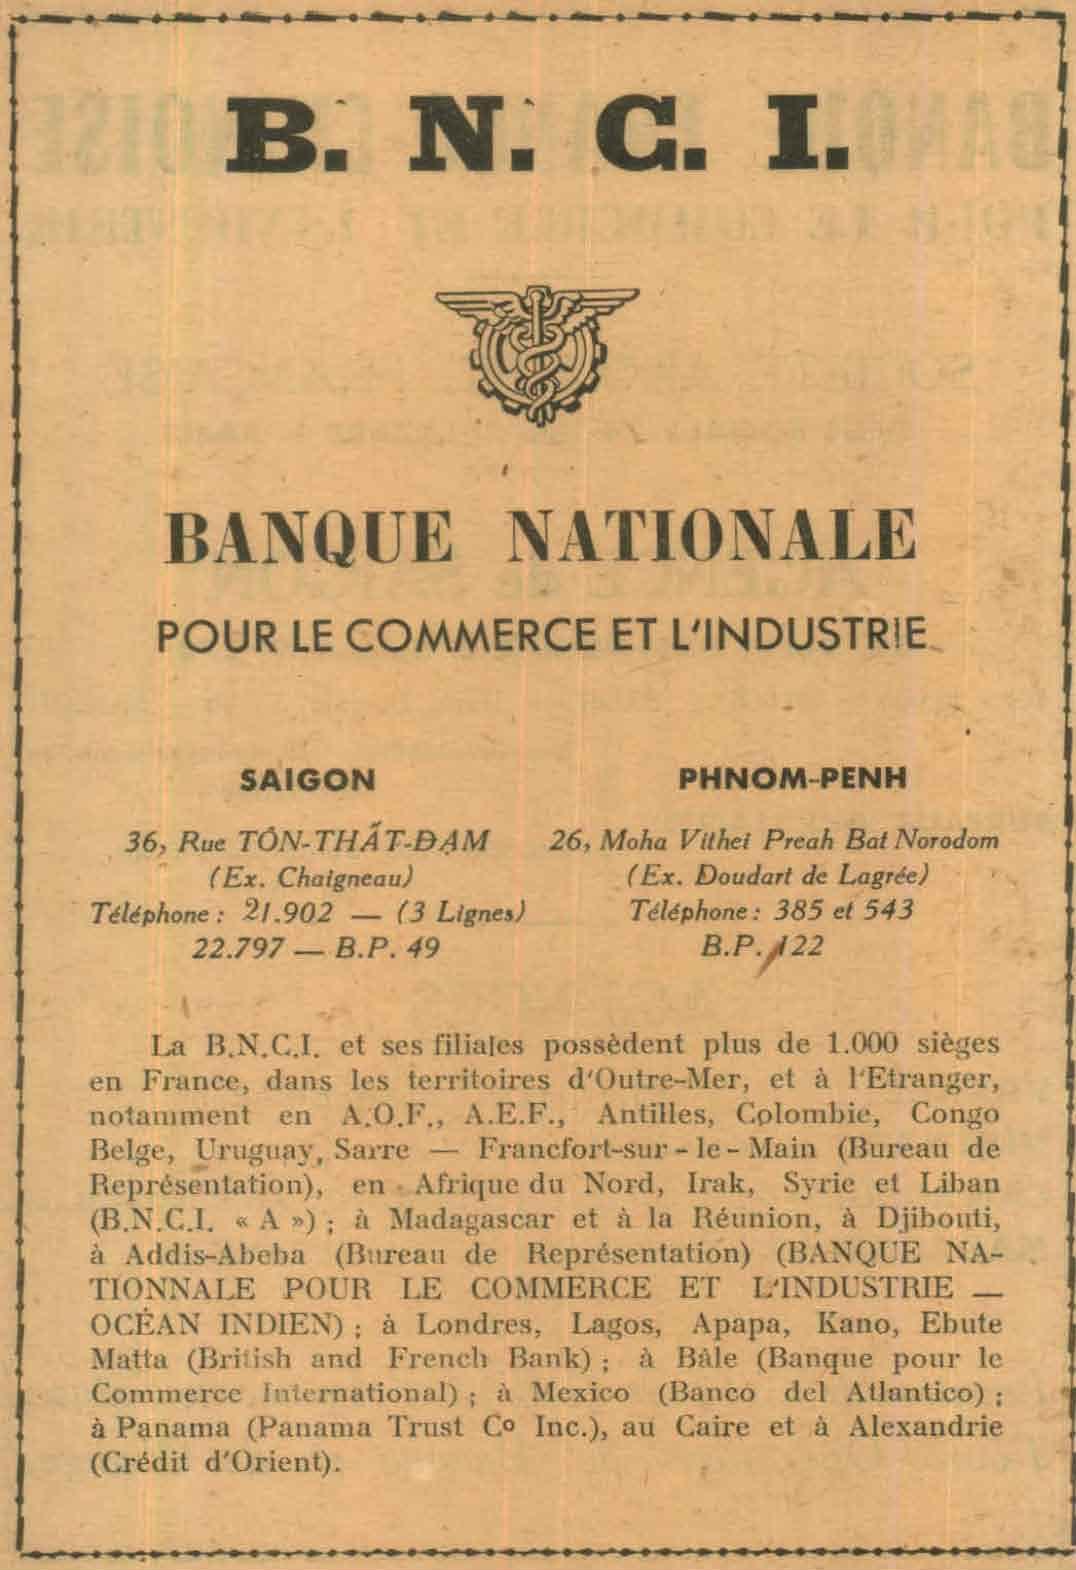 B. N. C. I.
BANQUE NATIONALE
POUR LE COMMERCE ET L'INDUSTRIE
SAIGON
36, Rue TÔN-THẤT-ĐẠM
(Ex. Chaigneau)
Téléphone : 21.902 — (3 Lignes)
22.797 — B.P. 49
PHNOM-PENH
26, Moha Vithei Preah Bat Norodom
(Ex. Doudart de Lagrée)
Téléphone : 385 et 543
B.P. 122
La B.N.C.I. et ses filiales possèdent plus de 1.000 sièges
en France, dans les territoires d'Outre-Mer, et à l'Etranger,
notamment en A.O.F., A.E.F., Antilles, Colombie, Congo
Belge, Uruguay, Sarre — Francfort-sur-le-Main (Bureau de
Représentation), en Afrique du Nord, Irak, Syrie et Liban
(B.N.C.I. « A ») ; à Madagascar et à la Réunion, à Djibouti,
à Addis-Abeba (Bureau de Représentation) (BANQUE NA-
TIONNALE POUR LE COMMERCE ET L'INDUSTRIE —
OCÉAN INDIEN) ; à Londres, Lagos, Apapa, Kano, Ebute
Matta (British and French Bank) ; à Bâle (Banque pour le
Commerce International) ; à Mexico (Banco del Atlantico) ;
à Panama (Panama Trust Co Inc.), au Caire et à Alexandrie
(Crédit d'Orient).